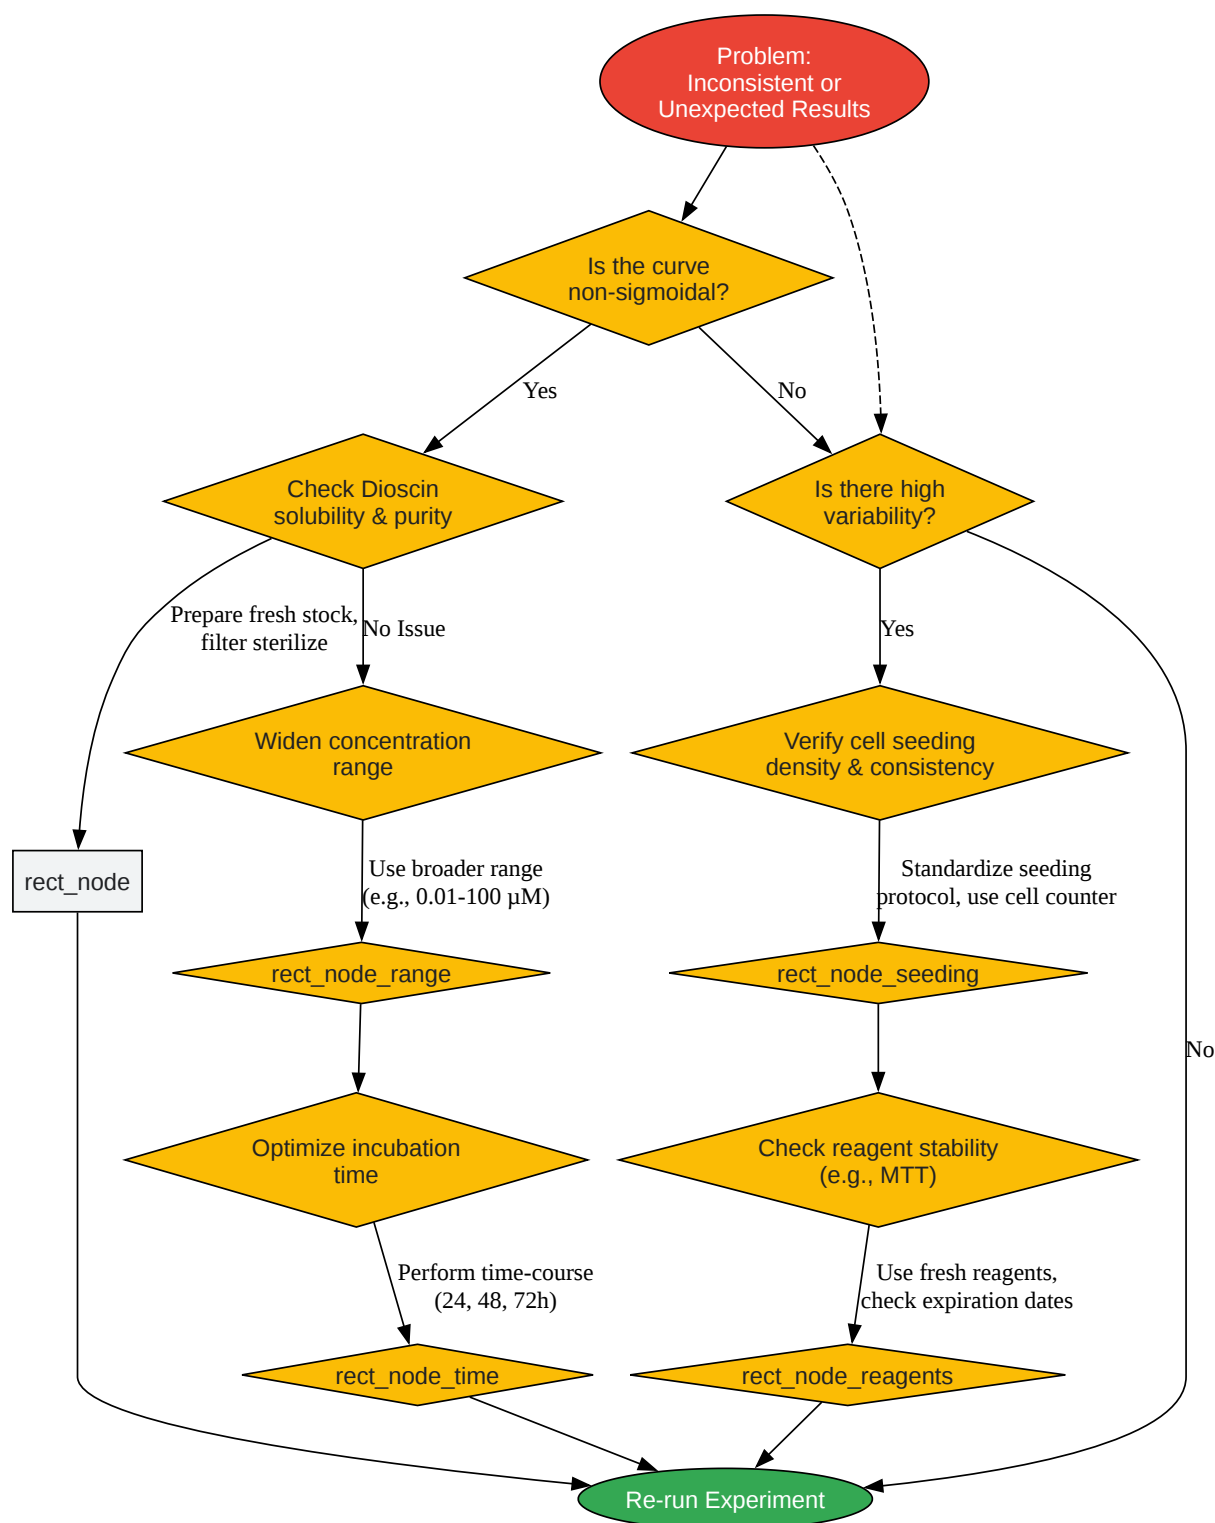 Problem:
Inconsistent or
Unexpected Results
Is the curve
non-sigmoidal?
Yes
No
Check Dioscin
solubility & purity
Is there high
variability?
Prepare fresh stock,
filter sterilize
No Issue
Yes
Widen concentration
range
Verify cell seeding
density & consistency
rect_node
Use broader range
(e.g., 0.01-100 µM)
Standardize seeding
protocol, use cell counter
rect_node_range
rect_node_seeding
No
Optimize incubation
time
Check reagent stability
(e.g., MTT)
Perform time-course
(24, 48, 72h)
Use fresh reagents,
check expiration dates
rect_node_time
rect_node_reagents
Re-run Experiment